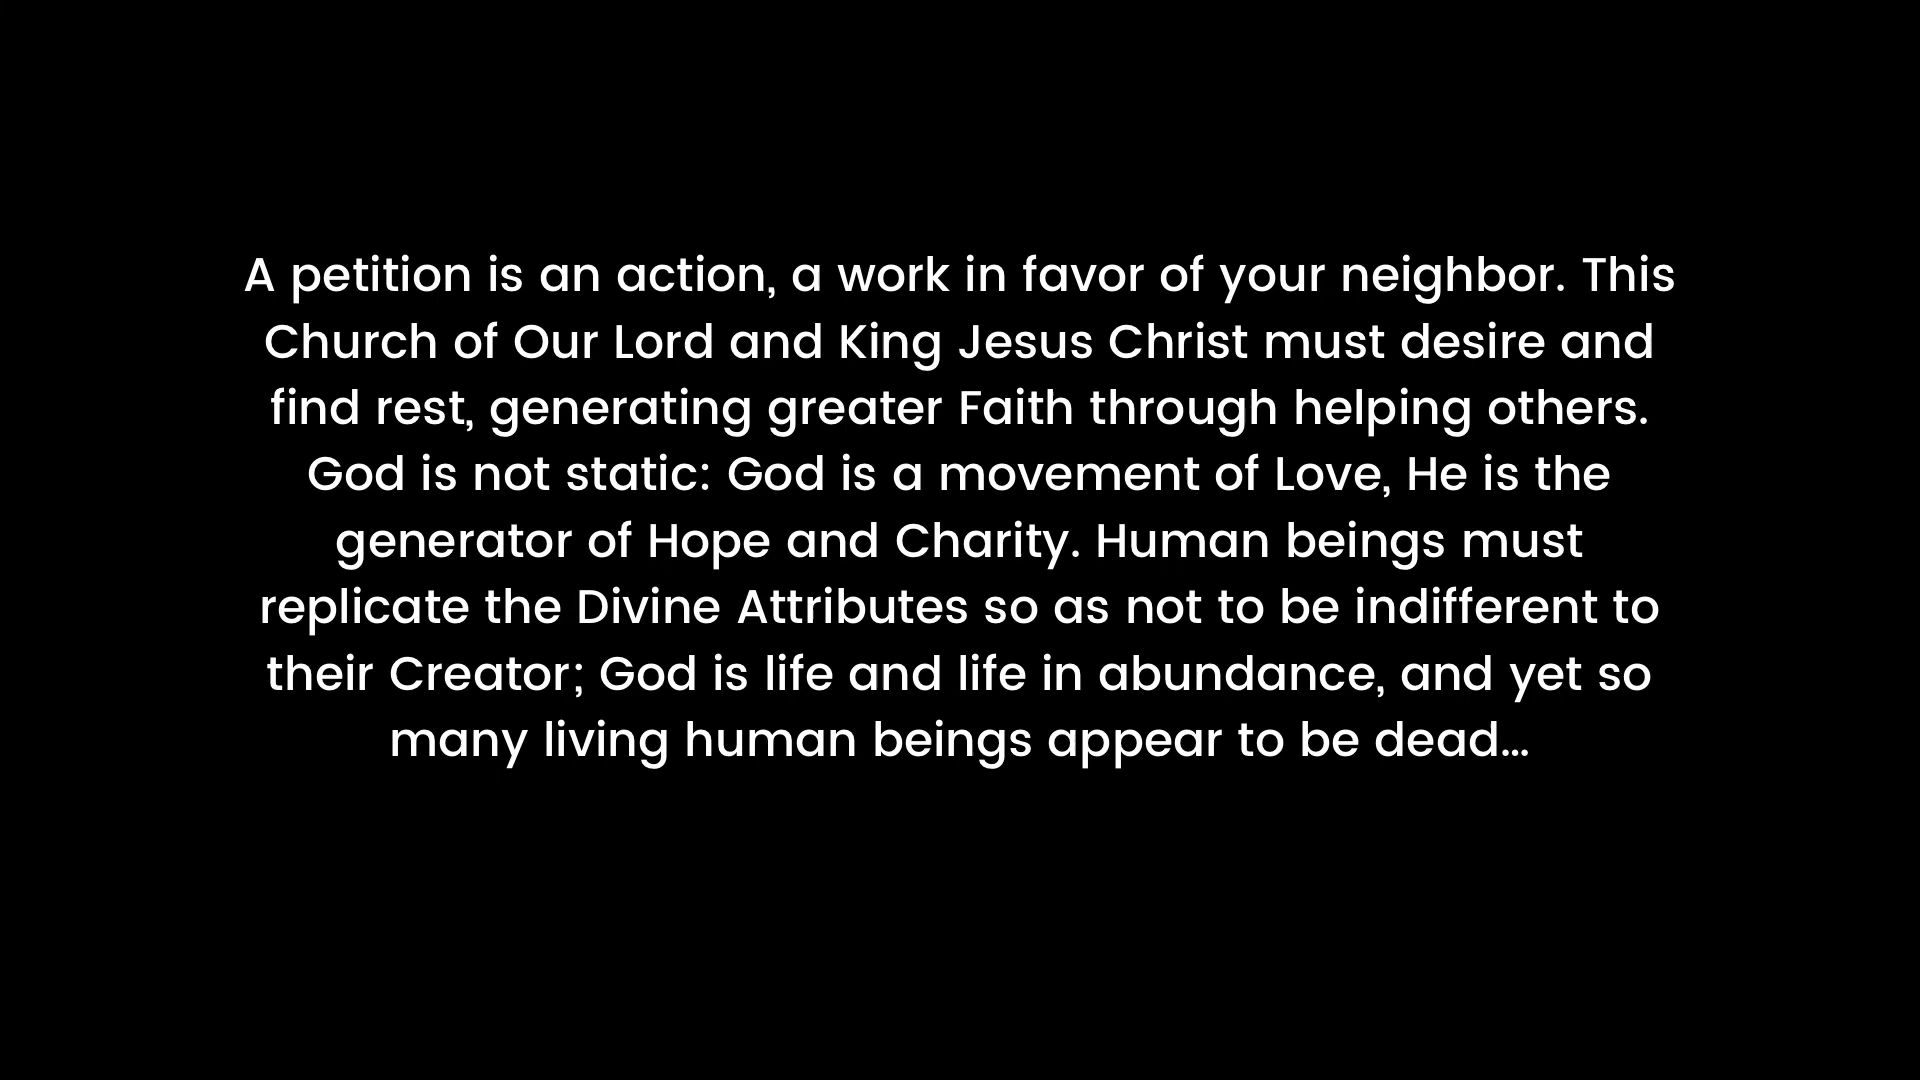 A petition is an action, a work in favor of your neighbor. This
Church of Our Lord and King Jesus Christ must desire and
find rest, generating greater Faith through helping others.
God is not static: God is a movement of Love, He is the
generator of Hope and Charity. Human beings must
replicate the Divine Attributes so as not to be indifferent to
their Creator; God is life and life in abundance, and yet so
many living human beings appear to be dead...